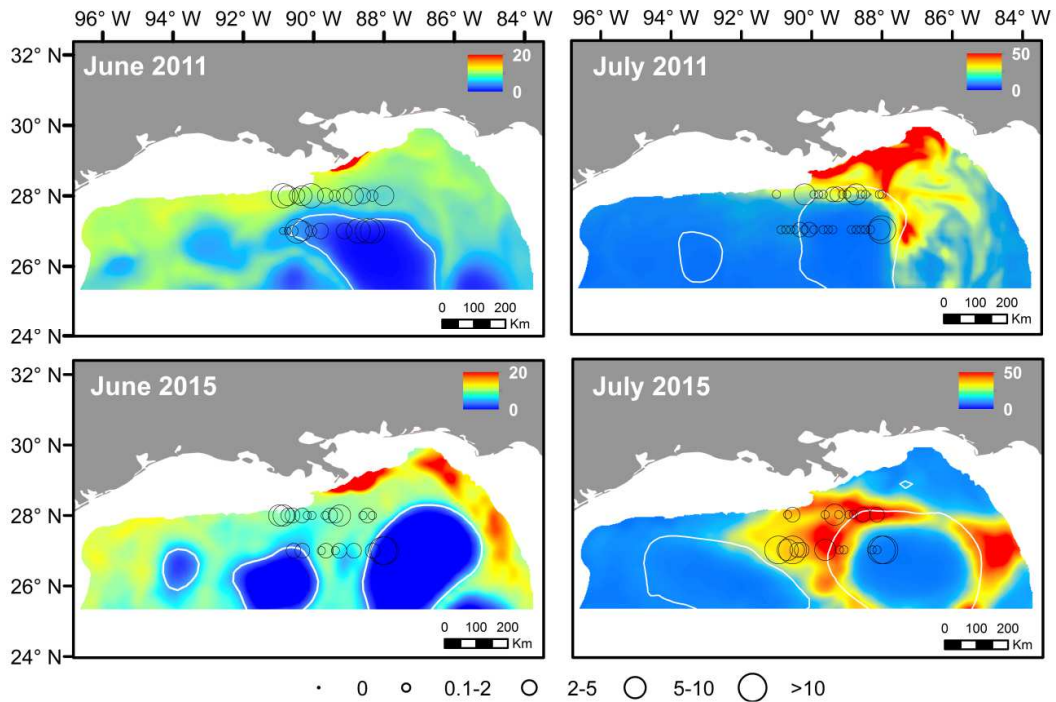 96° W 94° W 92° W 90° W 88° W 86° W 84° W
96° W 94° W 92° W 90° W 88° W 86° W 84° W
32° N
30° N
28° N
26° N
24° N
June 2011
20
0
0 100 200
Km
July 2011
50
0
0 100 200
Km
32° N
30° N
28° N
26° N
24° N
June 2015
20
0
0 100 200
Km
July 2015
50
0
0 100 200
Km
0 0.1-2 2-5 5-10 >10